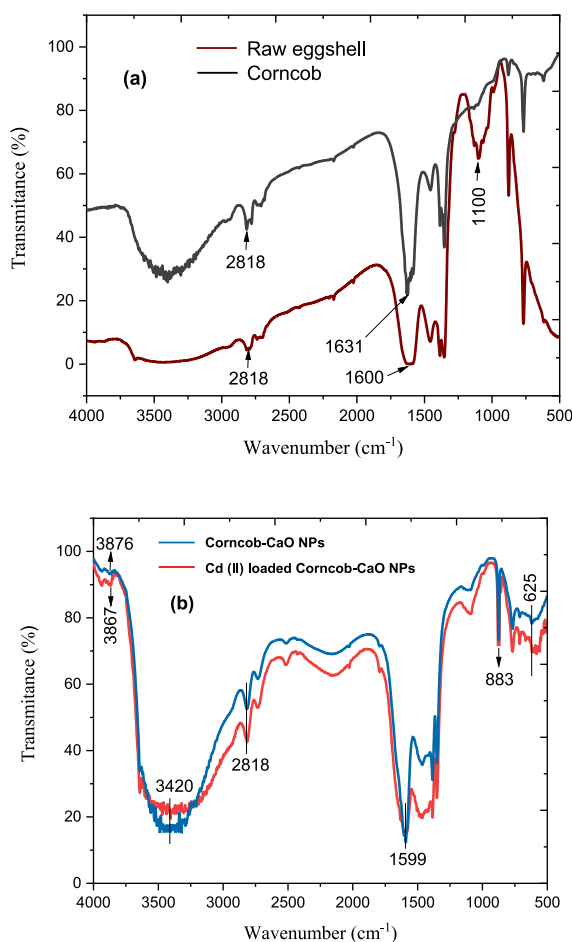 Raw eggshell
Corncob
(a)
Transmitance (%)
100
80
60
40
20
0
2818
2818
1631
1600
1100
4000 3500 3000 2500 2000 1500 1000 500
Wavenumber (cm⁻¹)
Corncob-CaO NPs
Cd (II) loaded Corncob-CaO NPs
(b)
Transmitance (%)
100
80
60
40
20
0
3876
3867
3420
2818
1599
883
625
4000 3500 3000 2500 2000 1500 1000 500
Wavenumber (cm⁻¹)